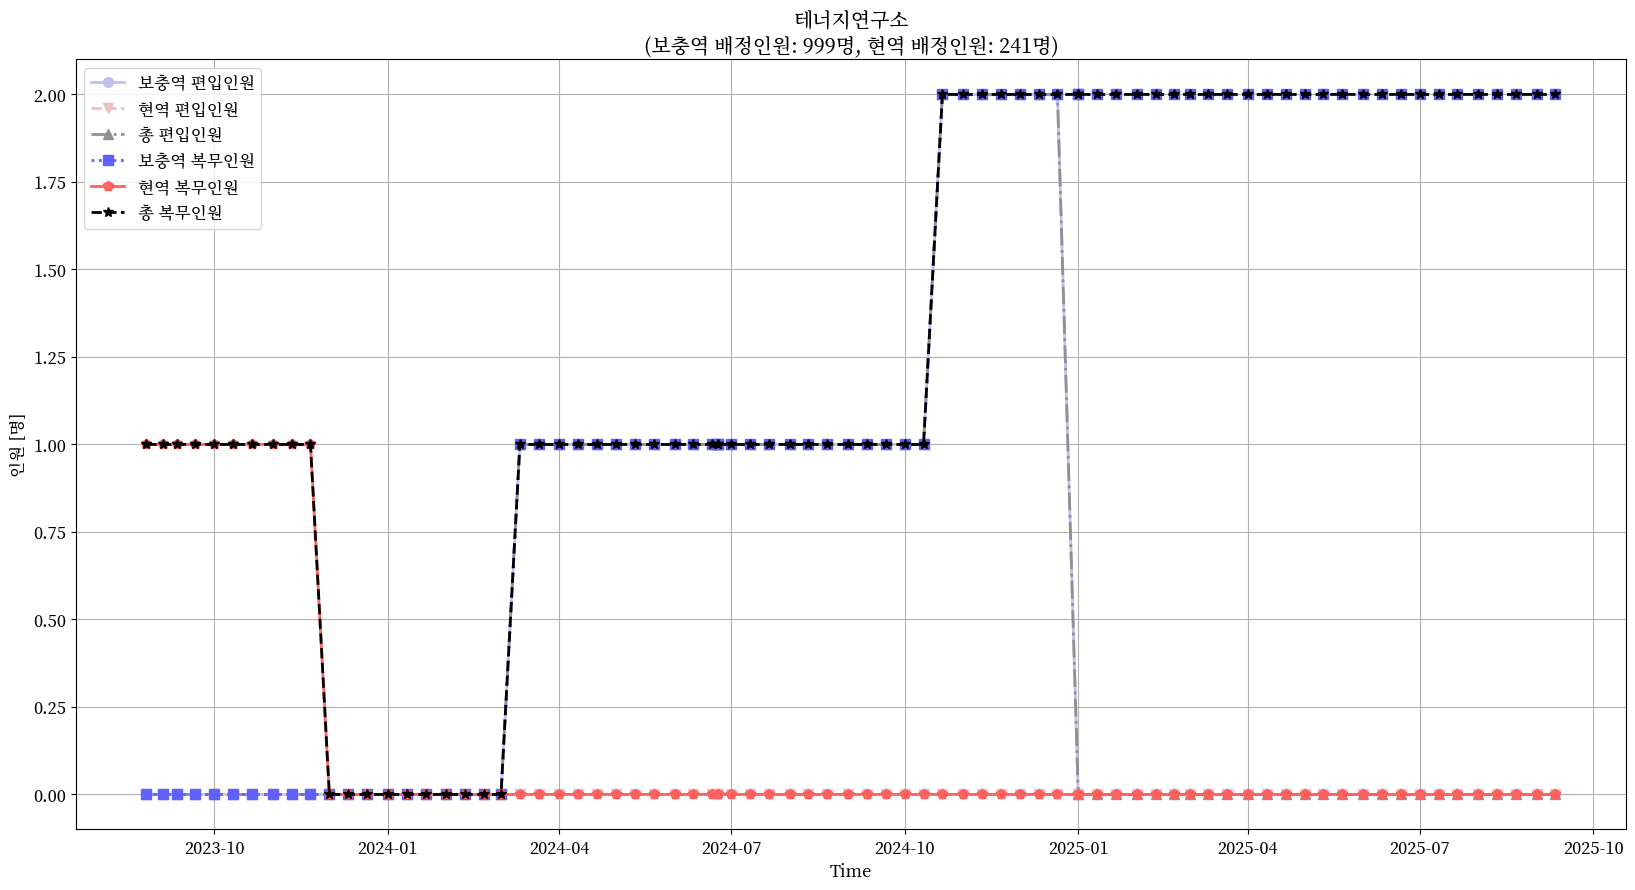 테너지연구소
(보충역 배정인원: 999명, 현역 배정인원: 241명)
보충역 편입인원
현역 편입인원
총 편입인원
보충역 복무인원
현역 복무인원
총 복무인원
2.00
1.75
1.50
1.25
1.00
0.75
0.50
0.25
0.00
인원 [명]
2023-10
2024-01
2024-04
2024-07
2024-10
2025-01
2025-04
2025-07
2025-10
Time